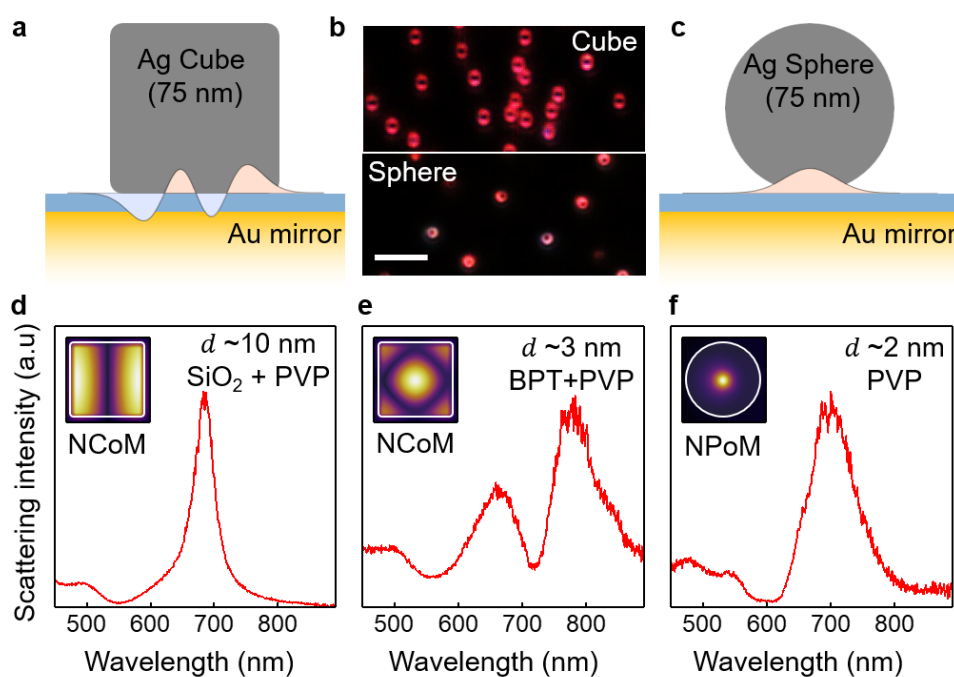 a
Ag Cube
(75 nm)
Au mirror
b
Cube
Sphere
c
Ag Sphere
(75 nm)
Au mirror
d
Scattering intensity (a.u)
d ~10 nm
SiO₂ + PVP
NCoM
500 600 700 800
Wavelength (nm)
e
d ~3 nm
BPT+PVP
NCoM
500 600 700 800
Wavelength (nm)
f
d ~2 nm
PVP
NPoM
500 600 700 800
Wavelength (nm)